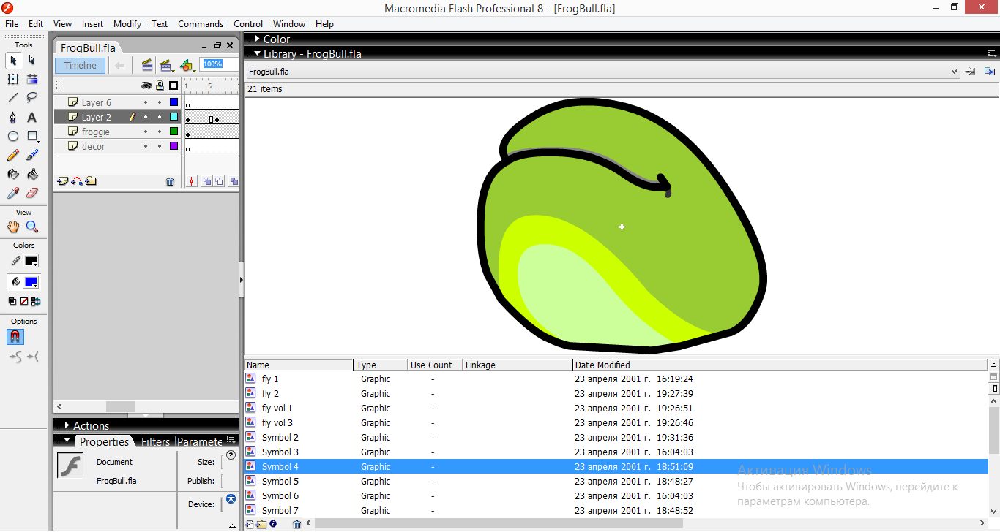 Macromedia Flash Professional 8 - [FrogBull.fla]
File Edit View Insert Modify Text Commands Control Window Help
Tools
View
Colors
Options
FrogBull.fla
Timeline
100%
1 5
Layer 6
Layer 2
froggie
decor
Actions
Properties Filters Paramete
Document
FrogBull.fla
Size:
Publish:
Device:
Color
Library - FrogBull.fla
FrogBull.fla
21 items
Name Type Use Count Linkage Date Modified
fly 1 Graphic - 23 апреля 2001 г. 16:19:24
fly 2 Graphic - 23 апреля 2001 г. 19:27:39
fly vol 1 Graphic - 23 апреля 2001 г. 19:26:51
fly vol 3 Graphic - 23 апреля 2001 г. 19:26:46
Symbol 2 Graphic - 23 апреля 2001 г. 19:31:36
Symbol 3 Graphic - 23 апреля 2001 г. 16:04:03
Symbol 4 Graphic - 23 апреля 2001 г. 18:51:09
Symbol 5 Graphic - 23 апреля 2001 г. 18:48:27
Symbol 6 Graphic - 23 апреля 2001 г. 16:04:03
Symbol 7 Graphic - 23 апреля 2001 г. 18:48:52
Активация Windows
Чтобы активировать Windows, перейдите к
параметрам компьютера.